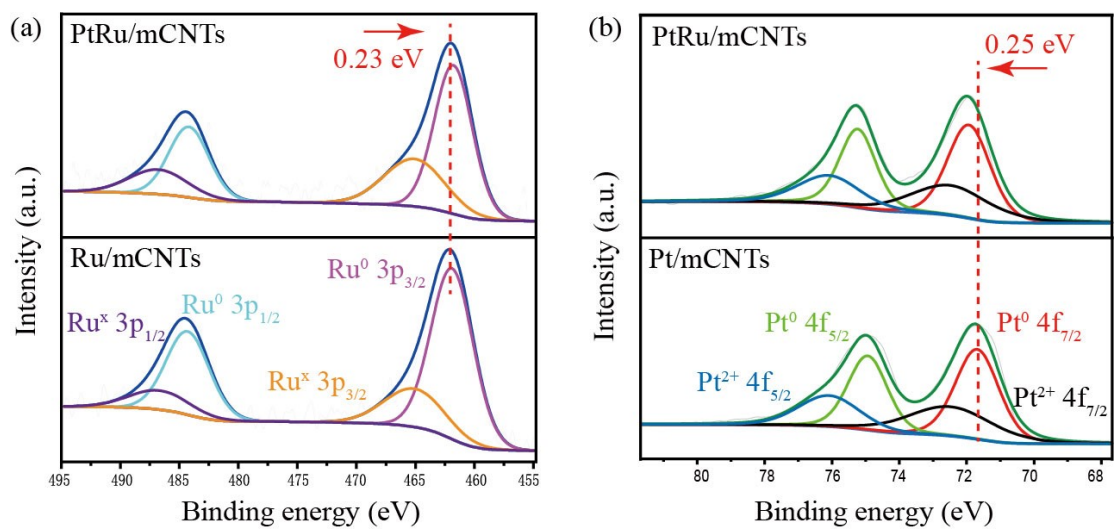 (a)
PtRu/mCNTs
0.23 eV
Ru/mCNTs
Ru⁰ 3p₃/₂
Ru⁰ 3p₁/₂
Ruˣ 3p₁/₂
Ruˣ 3p₃/₂
Intensity (a.u.)
495 490 485 480 475 470 465 460 455
Binding energy (eV)
(b)
PtRu/mCNTs
0.25 eV
Pt/mCNTs
Pt⁰ 4f₅/₂
Pt⁰ 4f₇/₂
Pt²⁺ 4f₅/₂
Pt²⁺ 4f₇/₂
Intensity (a.u.)
80 76 74 72 70 68
Binding energy (eV)